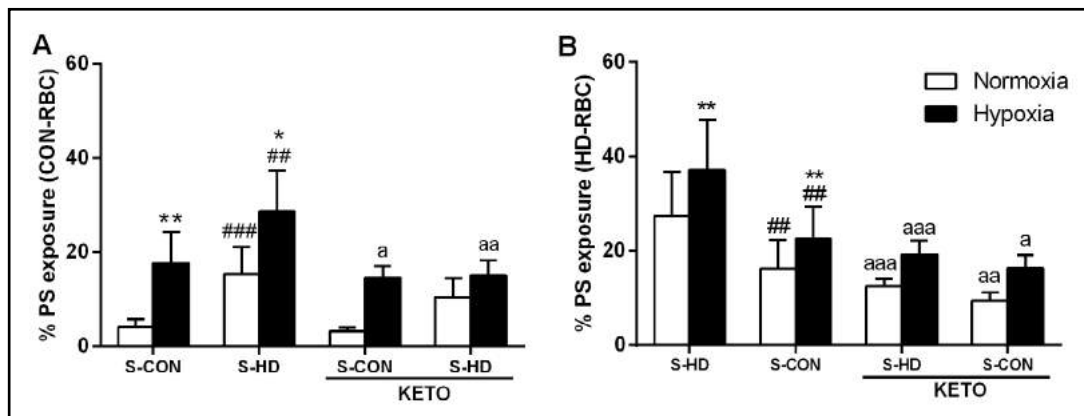 A
% PS exposure (CON-RBC)
60
40
20
0
**
###
*
##
a
aa
S-CON
S-HD
S-CON
S-HD
KETO
B
% PS exposure (HD-RBC)
60
40
20
0
Normoxia
Hypoxia
**
##
**
##
aaa
aaa
aa
a
S-HD
S-CON
S-HD
S-CON
KETO